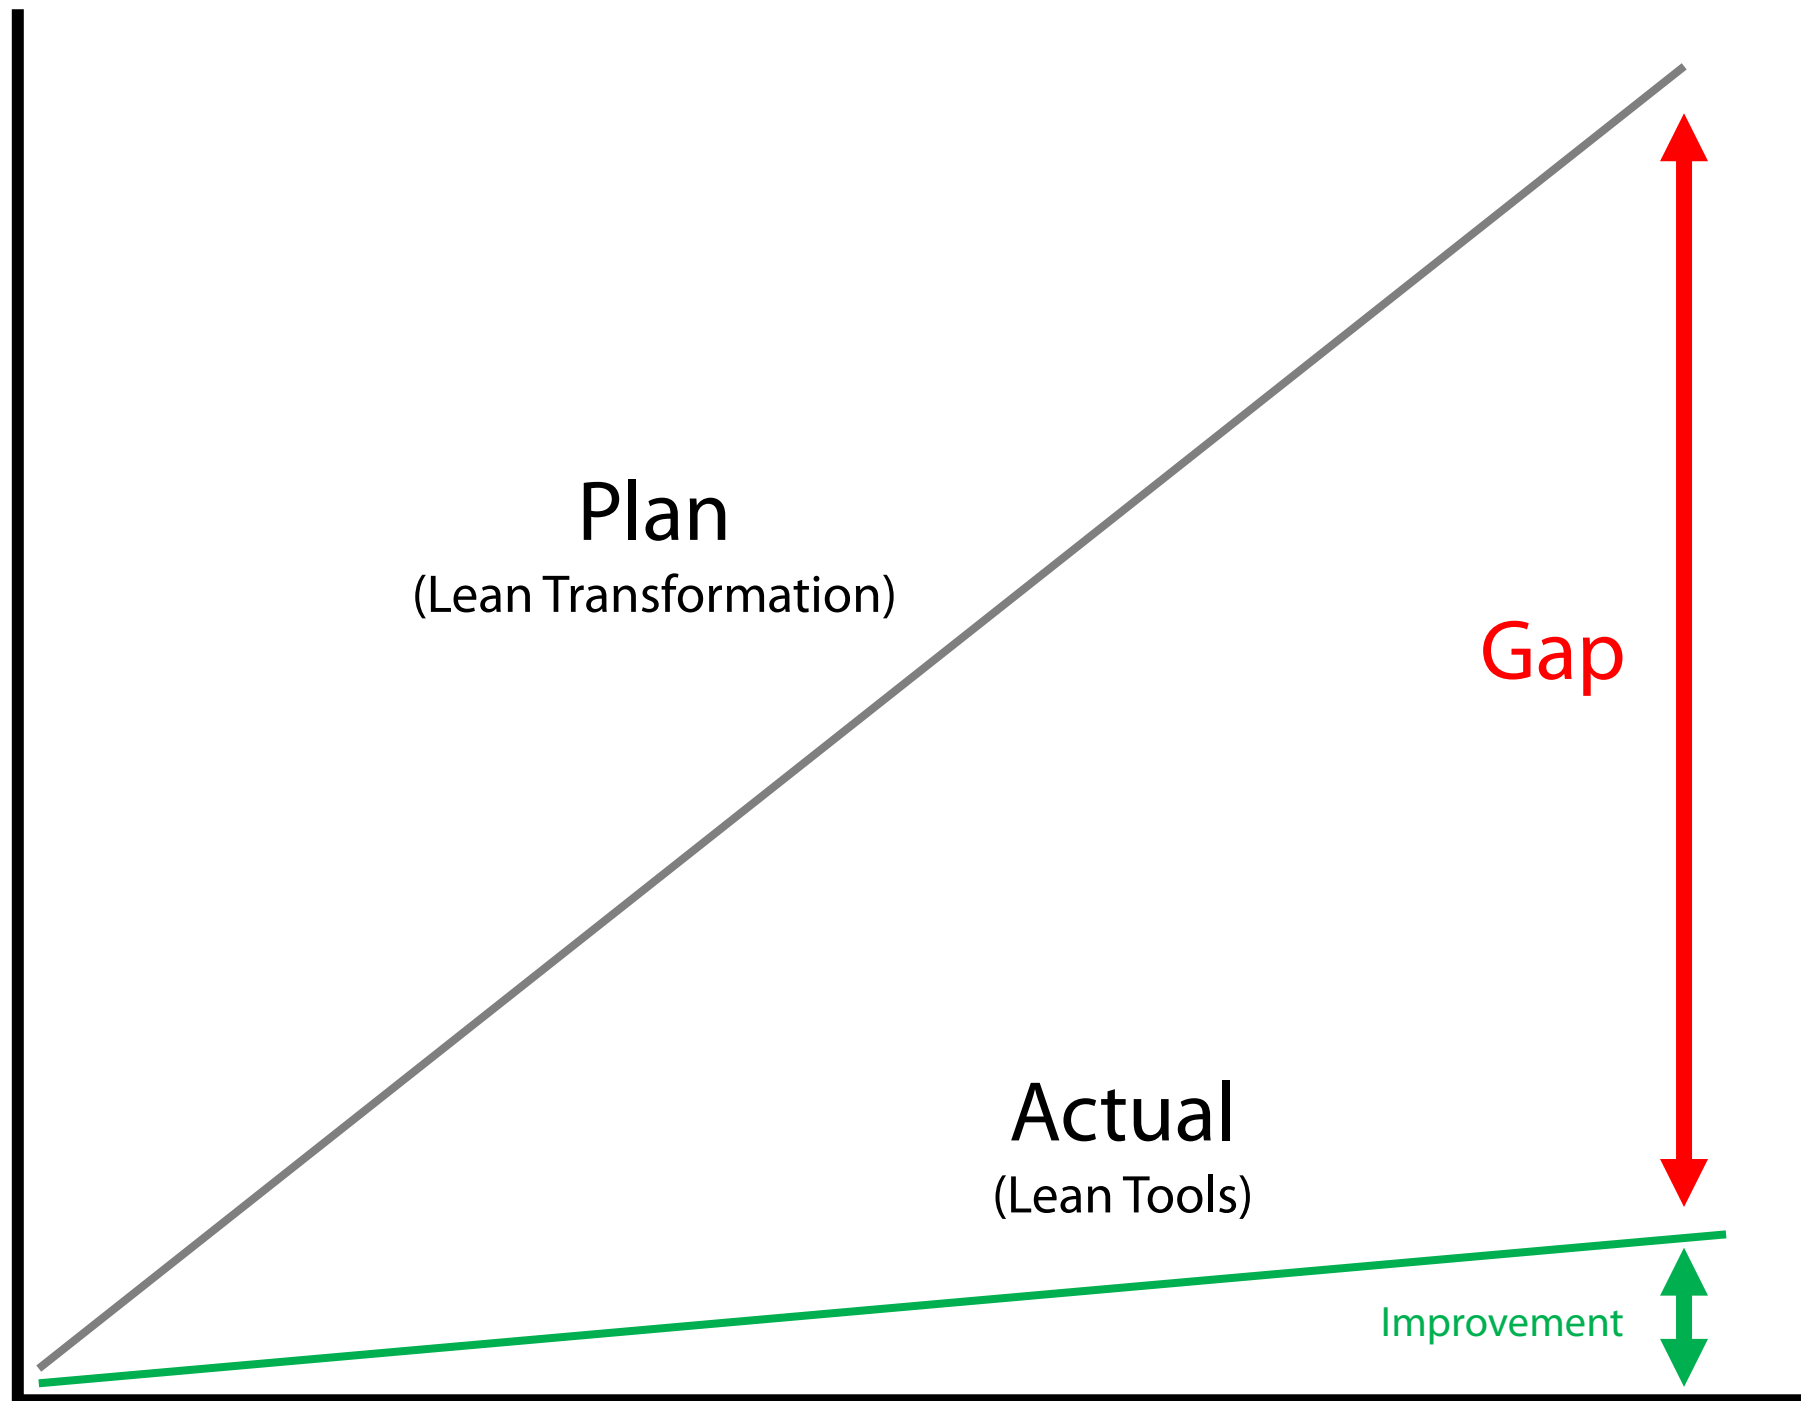 Plan
(Lean Transformation)
Gap
Actual
(Lean Tools)
Improvement